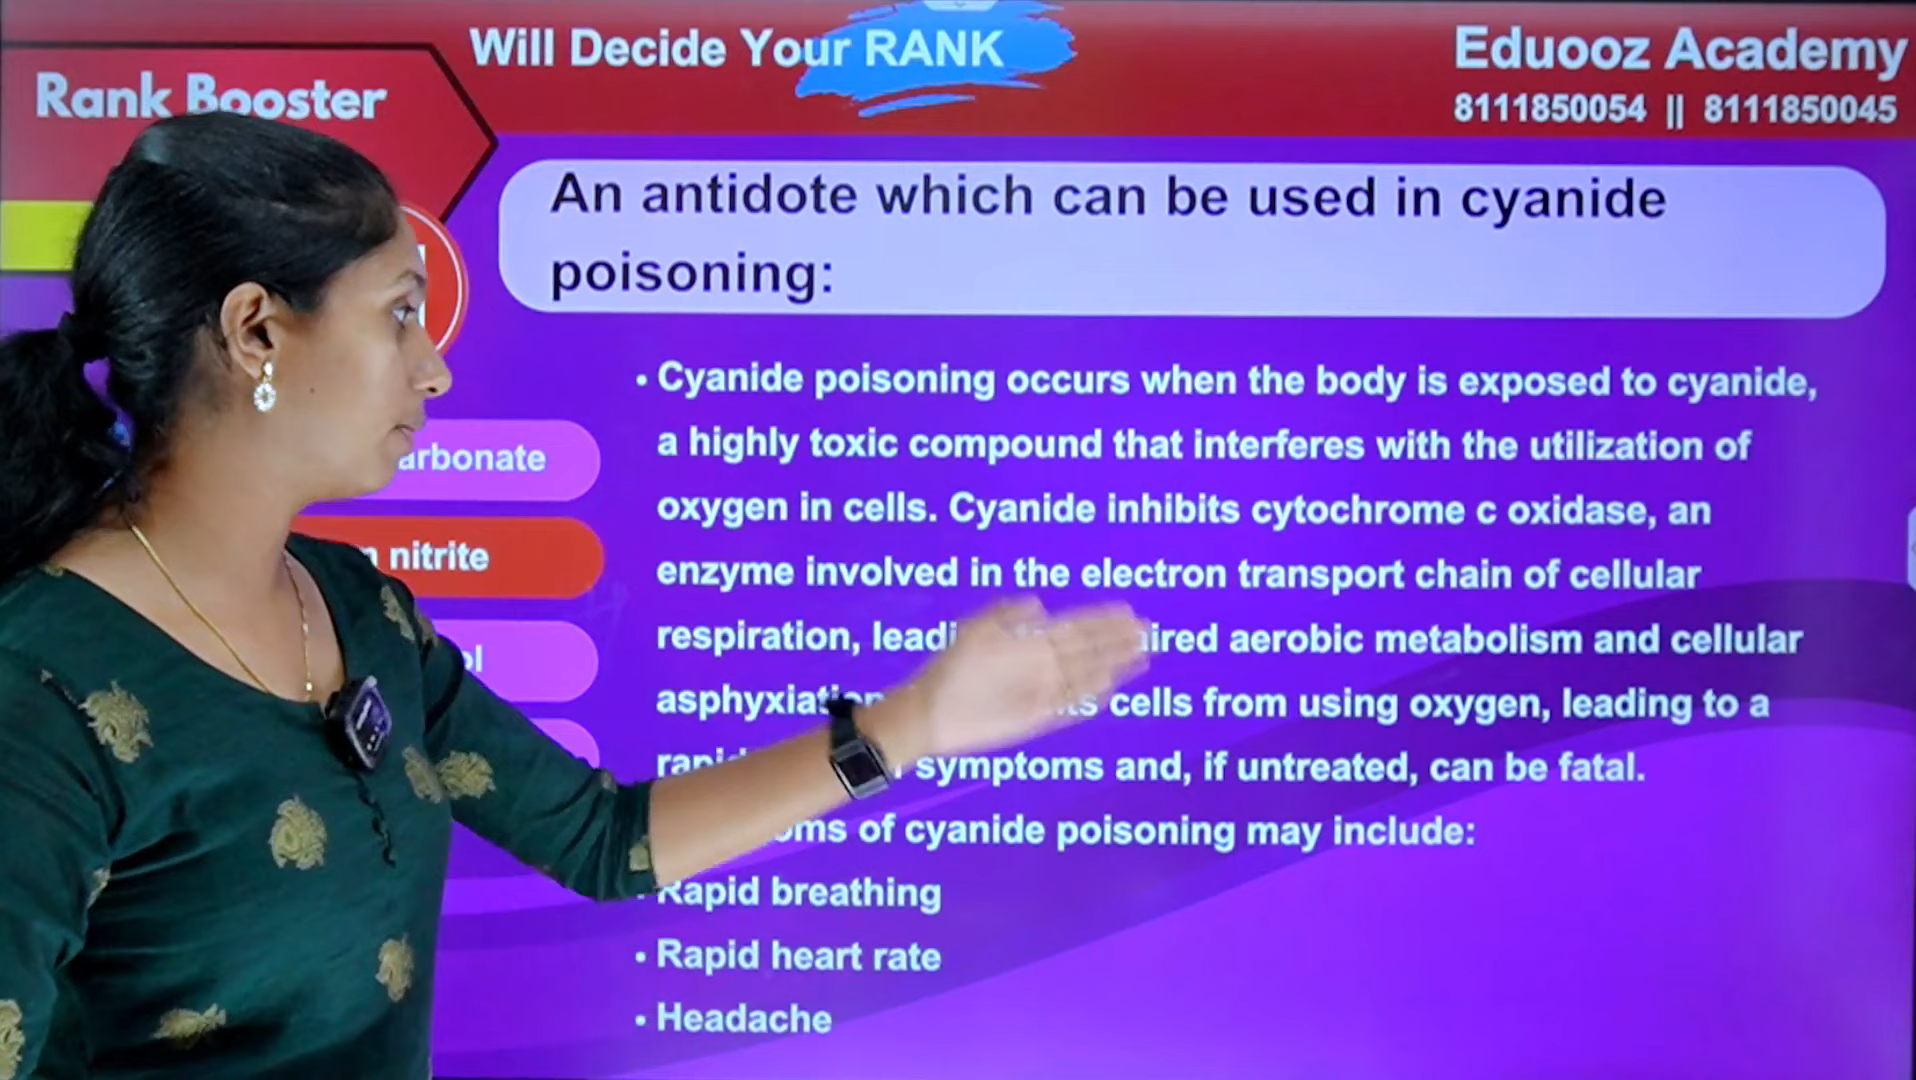 Will Decide Your RANK
Eduooz Academy
8111850054 || 8111850045
Rank Booster
An antidote which can be used in cyanide
poisoning:
nitrite
• Cyanide poisoning occurs when the body is exposed to cyanide,
a highly toxic compound that interferes with the utilization of
oxygen in cells. Cyanide inhibits cytochrome c oxidase, an
enzyme involved in the electron transport chain of cellular
respiration, aerobic metabolism and cellular
cells from using oxygen, leading to a
symptoms and, if untreated, can be fatal.
of cyanide poisoning may include:
Rapid breathing
• Rapid heart rate
• Headache